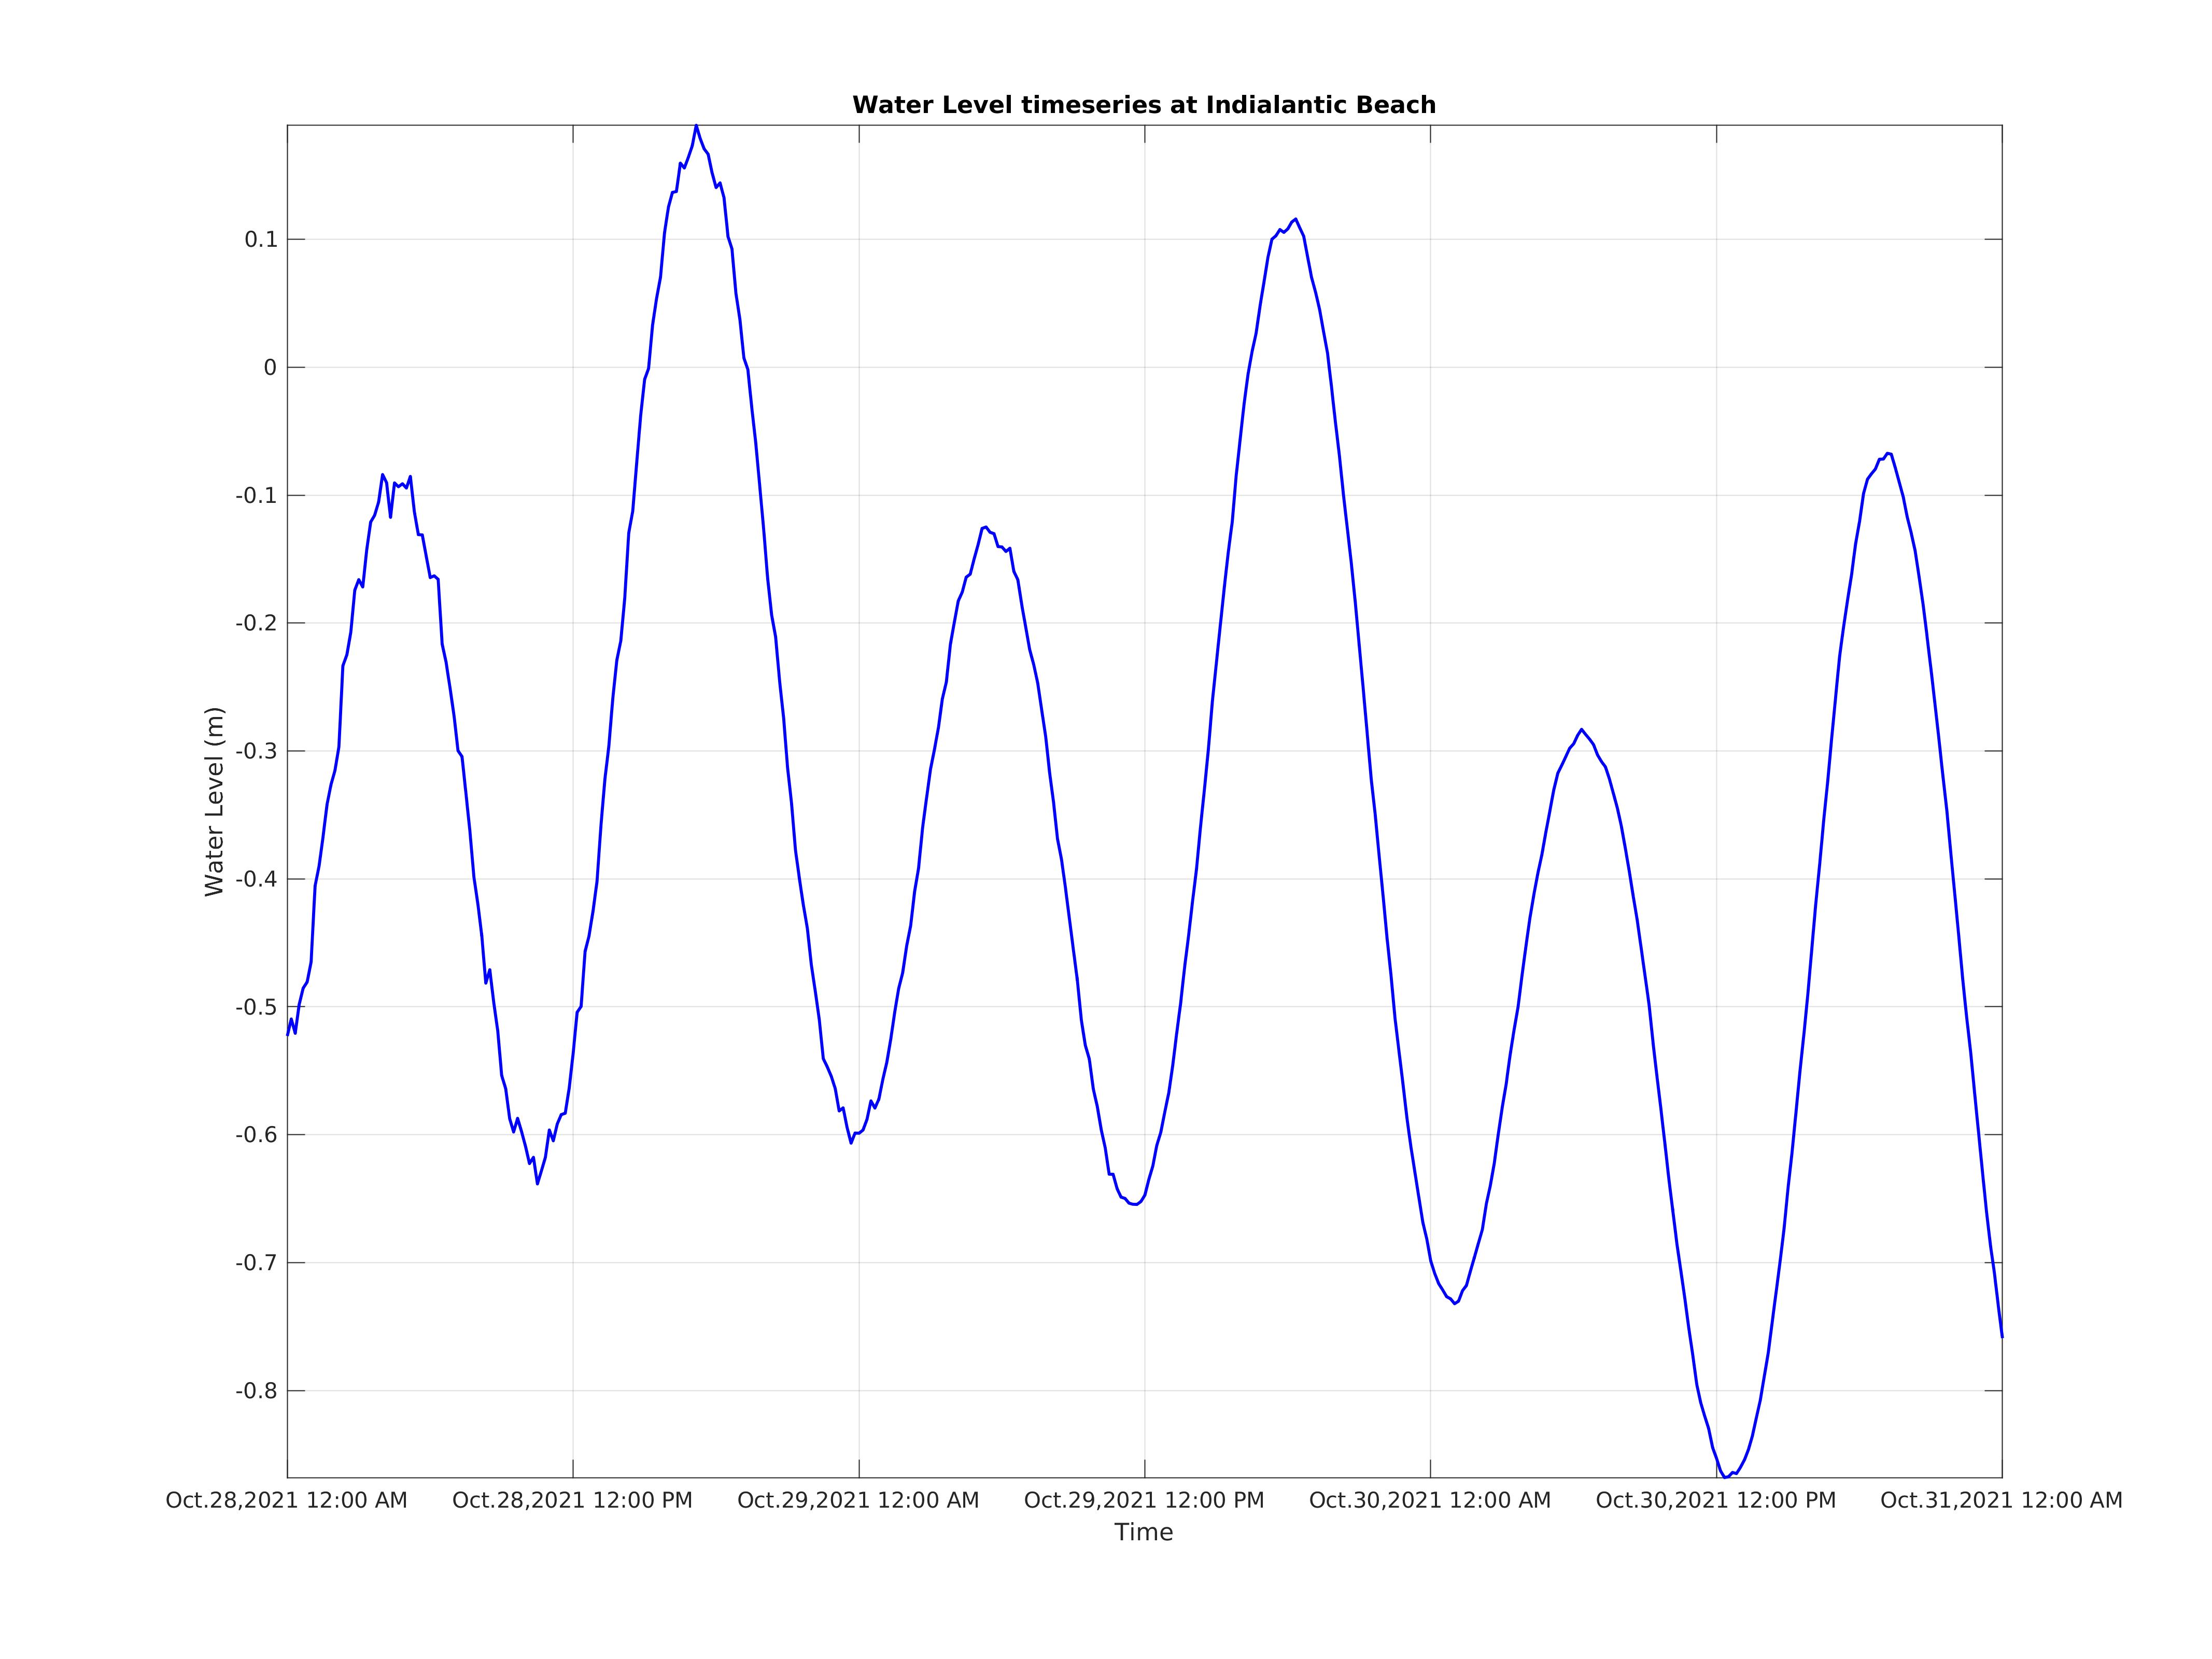 Water Level timeseries at Indialantic Beach
0.1
0
-0.1
-0.2
-0.3
-0.4
-0.5
-0.6
-0.7
-0.8
Water Level (m)
Oct.28,2021 12:00 AM Oct.28,2021 12:00 PM Oct.29,2021 12:00 AM Oct.29,2021 12:00 PM Oct.30,2021 12:00 AM Oct.30,2021 12:00 PM Oct.31,2021 12:00 AM
Time